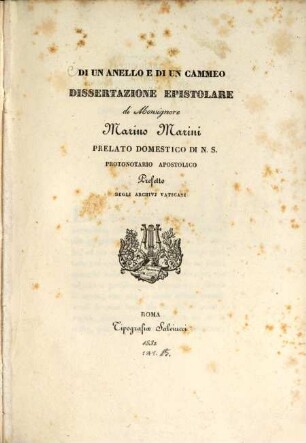 DI UN ANELLO E DI UN CAMMEO
DISSERTAZIONE EPISTOLARE
di Monsignore
Marino Marini
PRELATO DOMESTICO DI N. S.
PROTONOTARIO APOSTOLICO
Prefetto
DEGLI ARCHIVJ VATICANI
ROMA
Tipografia Salviucci